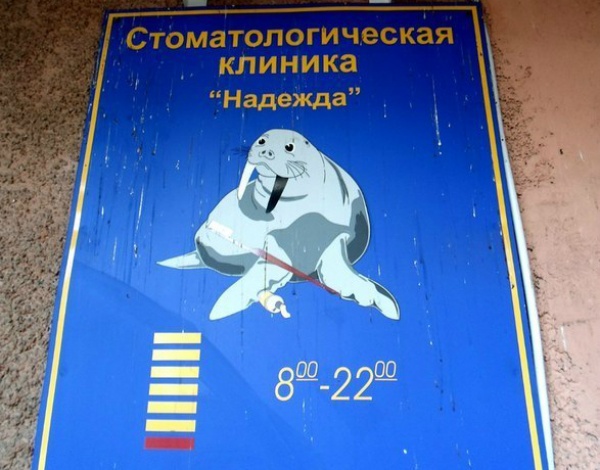 Стоматологическая
клиника
“Надежда”
8⁰⁰-22⁰⁰